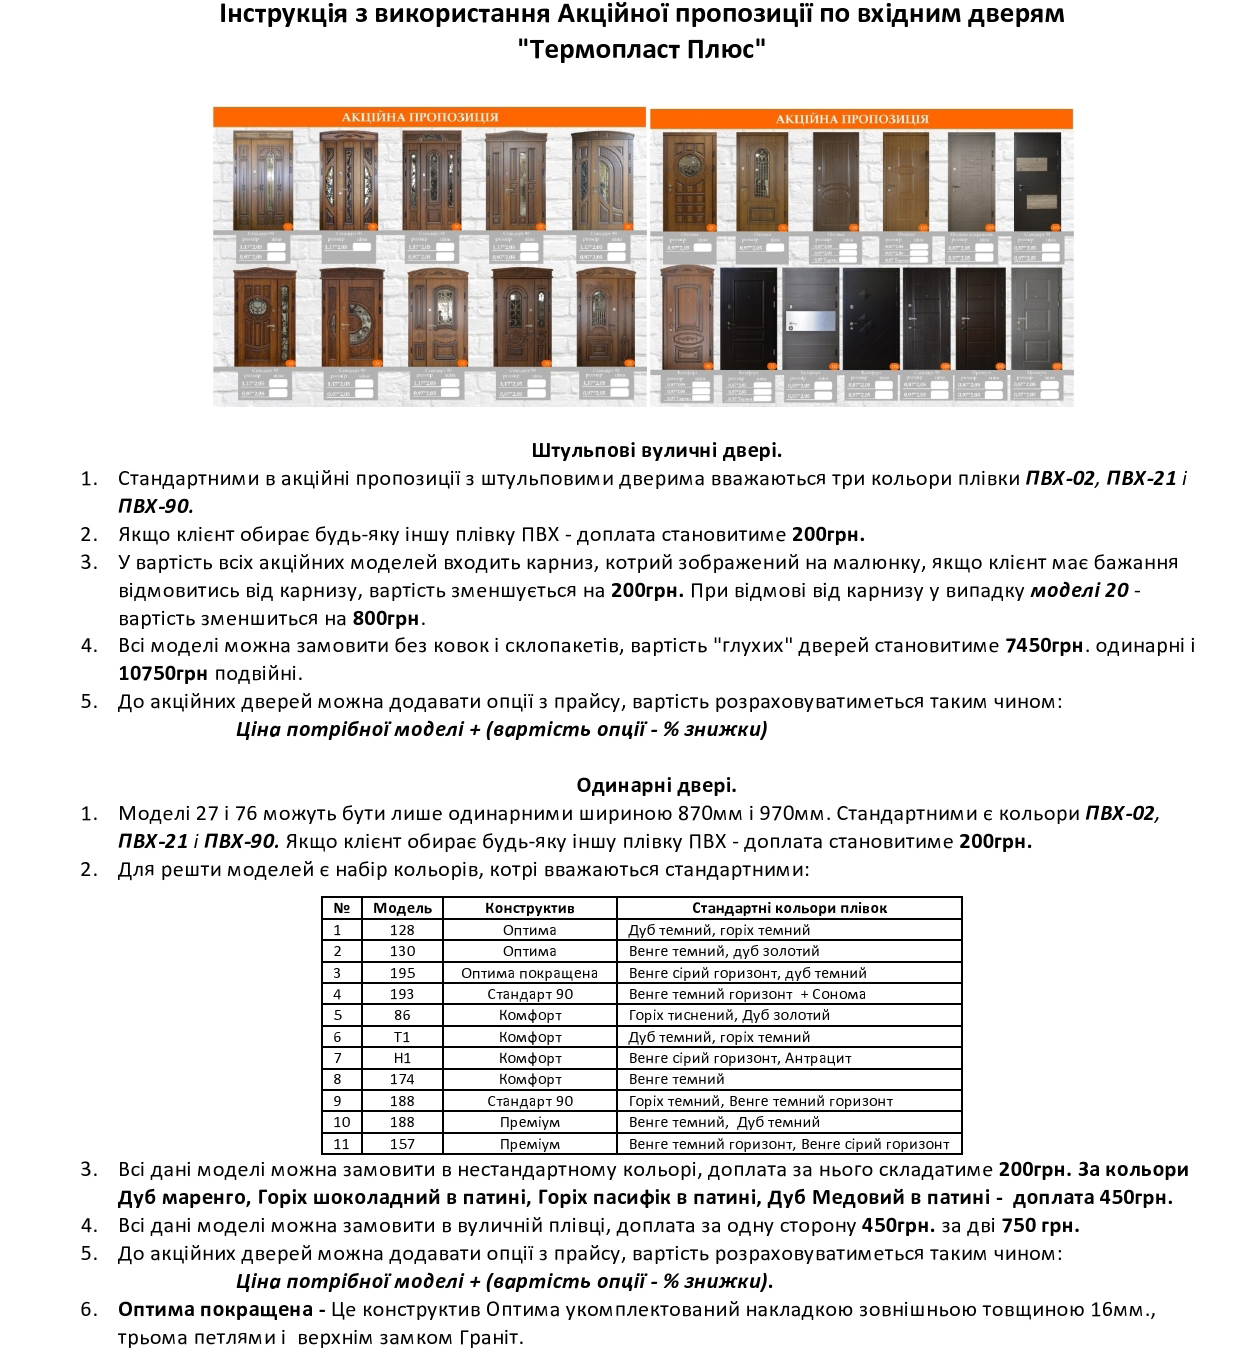 Інструкція з використання Акційної пропозиції по вхідним дверям
"Термопласт Плюс"
АКЦІЙНА ПРОПОЗИЦІЯ
АКЦІЙНА ПРОПОЗИЦІЯ
Штульпові вуличні двері.
1. Стандартними в акційні пропозиції з штульповими дверима вважаються три кольори плівки ПВХ-02, ПВХ-21 і
ПВХ-90.
2. Якщо клієнт обирає будь-яку іншу плівку ПВХ - доплата становитиме 200грн.
3. У вартість всіх акційних моделей входить карниз, котрий зображений на малюнку, якщо клієнт має бажання
відмовитись від карнизу, вартість зменшується на 200грн. При відмові від карнизу у випадку моделі 20 -
вартість зменшиться на 800грн.
4. Всі моделі можна замовити без ковок і склопакетів, вартість "глухих" дверей становитиме 7450грн. одинарні і
10750грн подвійні.
5. До акційних дверей можна додавати опції з прайсу, вартість розраховуватиметься таким чином:
Ціна потрібної моделі + (вартість опції - % знижки)
Одинарні двері.
1. Моделі 27 і 76 можуть бути лише одинарними шириною 870мм і 970мм. Стандартними є кольори ПВХ-02,
ПВХ-21 і ПВХ-90. Якщо клієнт обирає будь-яку іншу плівку ПВХ - доплата становитиме 200грн.
2. Для решти моделей є набір кольорів, котрі вважаються стандартними:
№ Модель Конструктив Стандартні кольори плівок
1 128 Оптима Дуб темний, горіх темний
2 130 Оптима Венге темний, дуб золотий
3 195 Оптима покращена Венге сірий горизонт, дуб темний
4 193 Стандарт 90 Венге темний горизонт + Сонома
5 86 Комфорт Горіх тиснений, Дуб золотий
6 Т1 Комфорт Дуб темний, горіх темний
7 Н1 Комфорт Венге сірий горизонт, Антрацит
8 174 Комфорт Венге темний
9 188 Стандарт 90 Горіх темний, Венге темний горизонт
10 188 Преміум Венге темний, Дуб темний
11 157 Преміум Венге темний горизонт, Венге сірий горизонт
3. Всі дані моделі можна замовити в нестандартному кольорі, доплата за нього складатиме 200грн. За кольори
Дуб маренго, Горіх шоколадний в патині, Горіх пасифік в патині, Дуб Медовий в патині - доплата 450грн.
4. Всі дані моделі можна замовити в вуличній плівці, доплата за одну сторону 450грн. за дві 750 грн.
5. До акційних дверей можна додавати опції з прайсу, вартість розраховуватиметься таким чином:
Ціна потрібної моделі + (вартість опції - % знижки).
6. Оптима покращена - Це конструктив Оптима укомплектований накладкою зовнішньою товщиною 16мм.,
трьома петлями і верхнім замком Граніт.